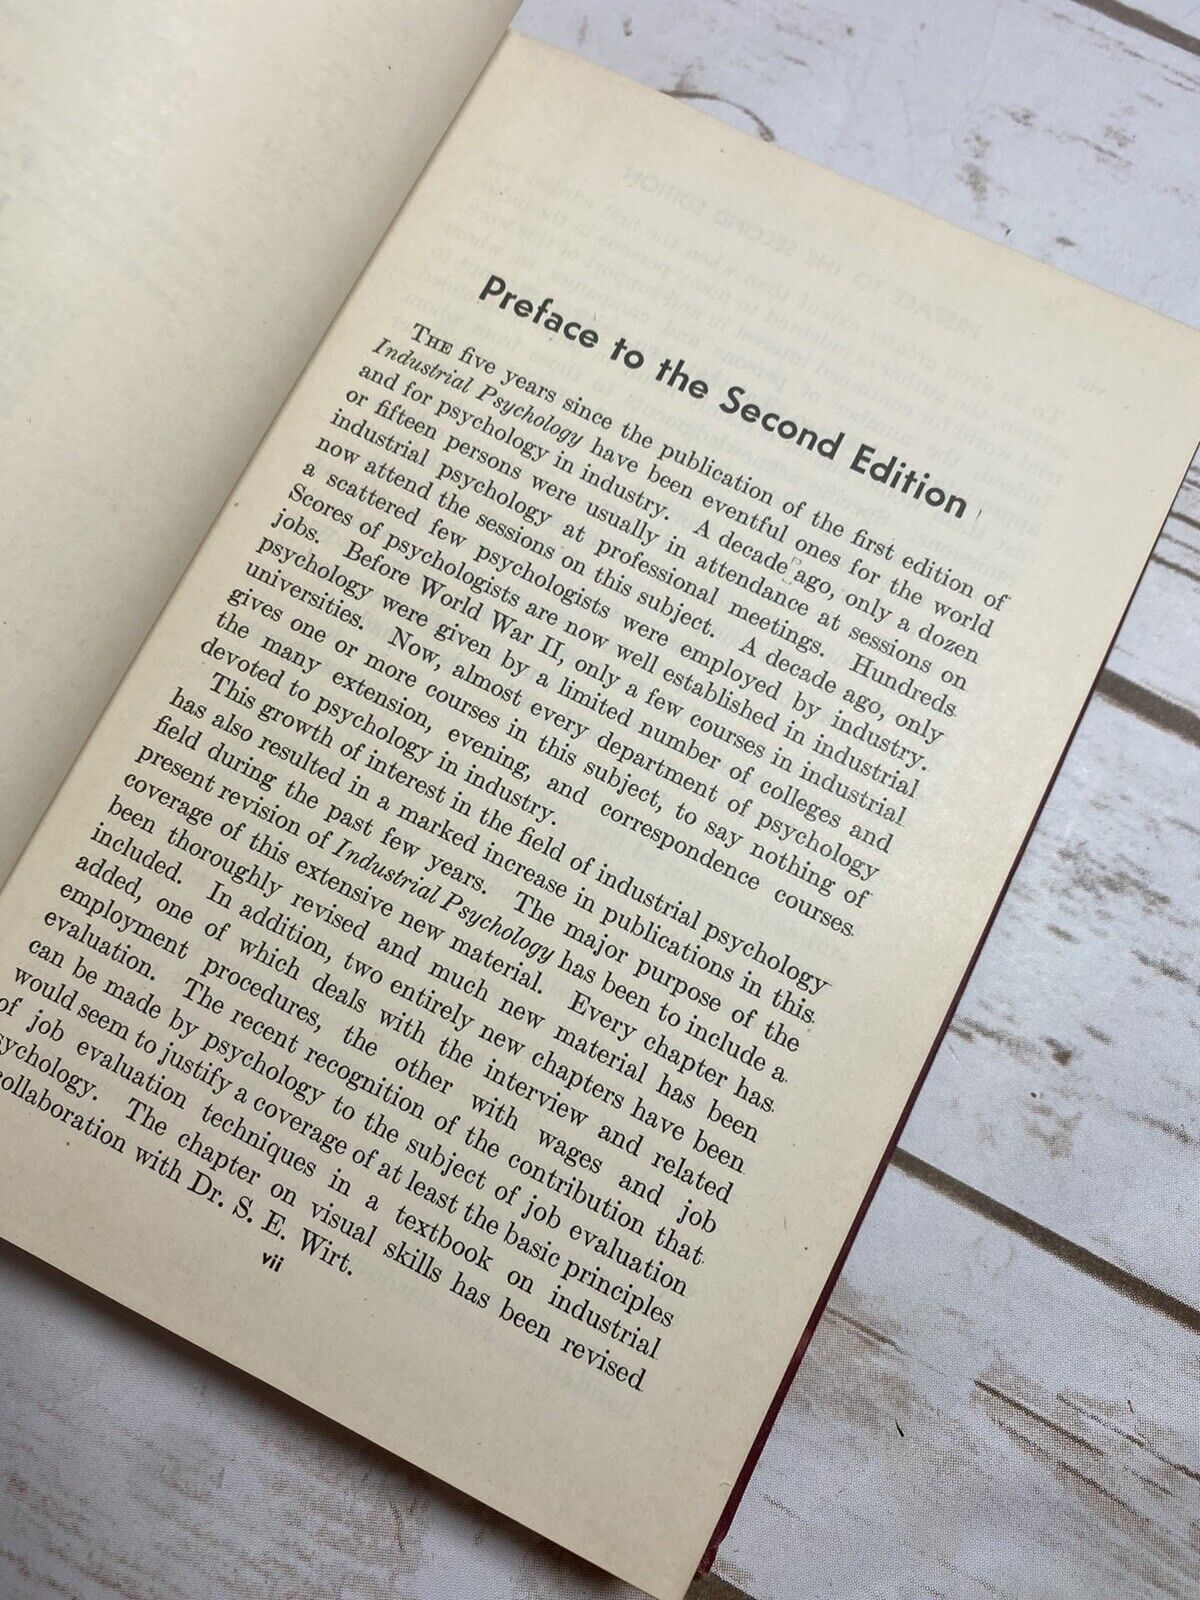 Preface to the Second Edition
THE five years since the publication of the first edition of
Industrial Psychology have been eventful ones for the world
and for psychology in industry. A decade ago, only a dozen
or fifteen persons were usually in attendance at sessions on
industrial psychology at professional meetings. Hundreds
now attend the sessions on this subject. A decade ago, only
a scattered few psychologists were employed by industry.
Scores of psychologists are now well established in industrial
jobs. Before World War II, only a few courses in industrial
psychology were given by a limited number of colleges and
universities. Now, almost every department of psychology
gives one or more courses in this subject, to say nothing of
the many extension, evening, and correspondence courses
devoted to psychology in industry.
This growth of interest in the field of industrial psychology
has also resulted in a marked increase in publications in this
field during the past few years. The major purpose of the
present revision of Industrial Psychology has been to include a
coverage of this extensive new material. Every chapter has
been thoroughly revised and much new material has been
included. In addition, two entirely new chapters have been
added, one of which deals with the interview and related
employment procedures, the other with wages and job
evaluation. The recent recognition of the contribution that
can be made by psychology to the subject of job evaluation
would seem to justify a coverage of at least the basic principles
of job evaluation techniques in a textbook on industrial
sychology. The chapter on visual skills has been revised
ollaboration with Dr. S. E. Wirt.
vii
PREFACE TO THE SECOND EDITION
viii